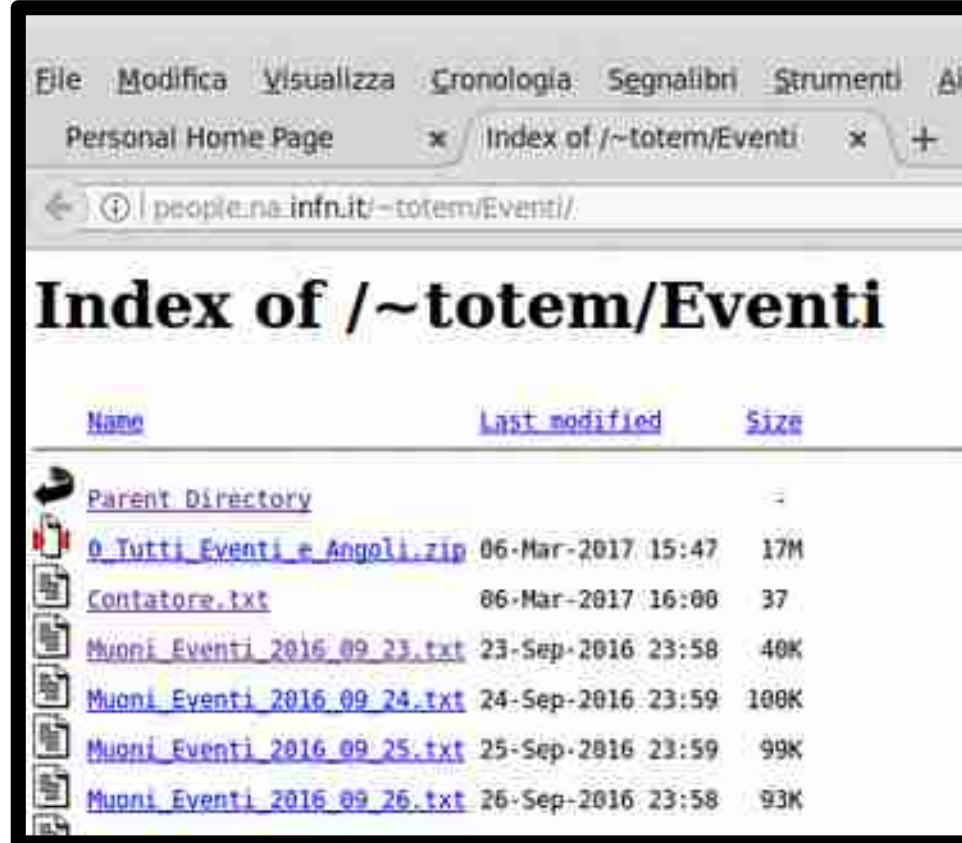 File Modifica Visualizza Cronologia Segnalibri Strumenti Ai
Personal Home Page × Index of /~totem/Eventi × +
people.na.infn.it/~totem/Eventi/
Index of /~totem/Eventi
Name Last modified Size
Parent Directory -
0_Tutti_Eventi_e_Angoli.zip 06-Mar-2017 15:47 17M
Contatore.txt 06-Mar-2017 16:00 37
Muoni_Eventi_2016_09_23.txt 23-Sep-2016 23:58 40K
Muoni_Eventi_2016_09_24.txt 24-Sep-2016 23:59 100K
Muoni_Eventi_2016_09_25.txt 25-Sep-2016 23:59 99K
Muoni_Eventi_2016_09_26.txt 26-Sep-2016 23:58 93K